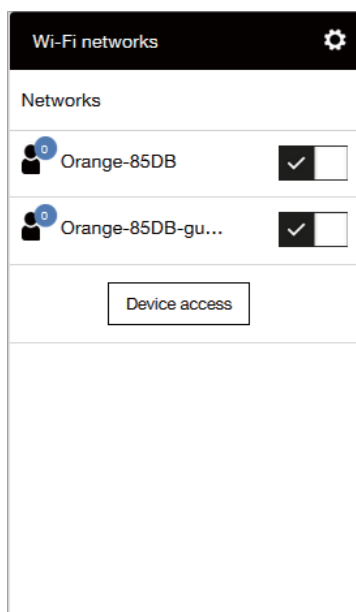 Wi-Fi networks
Networks
0
Orange-85DB
0
Orange-85DB-gu...
Device access